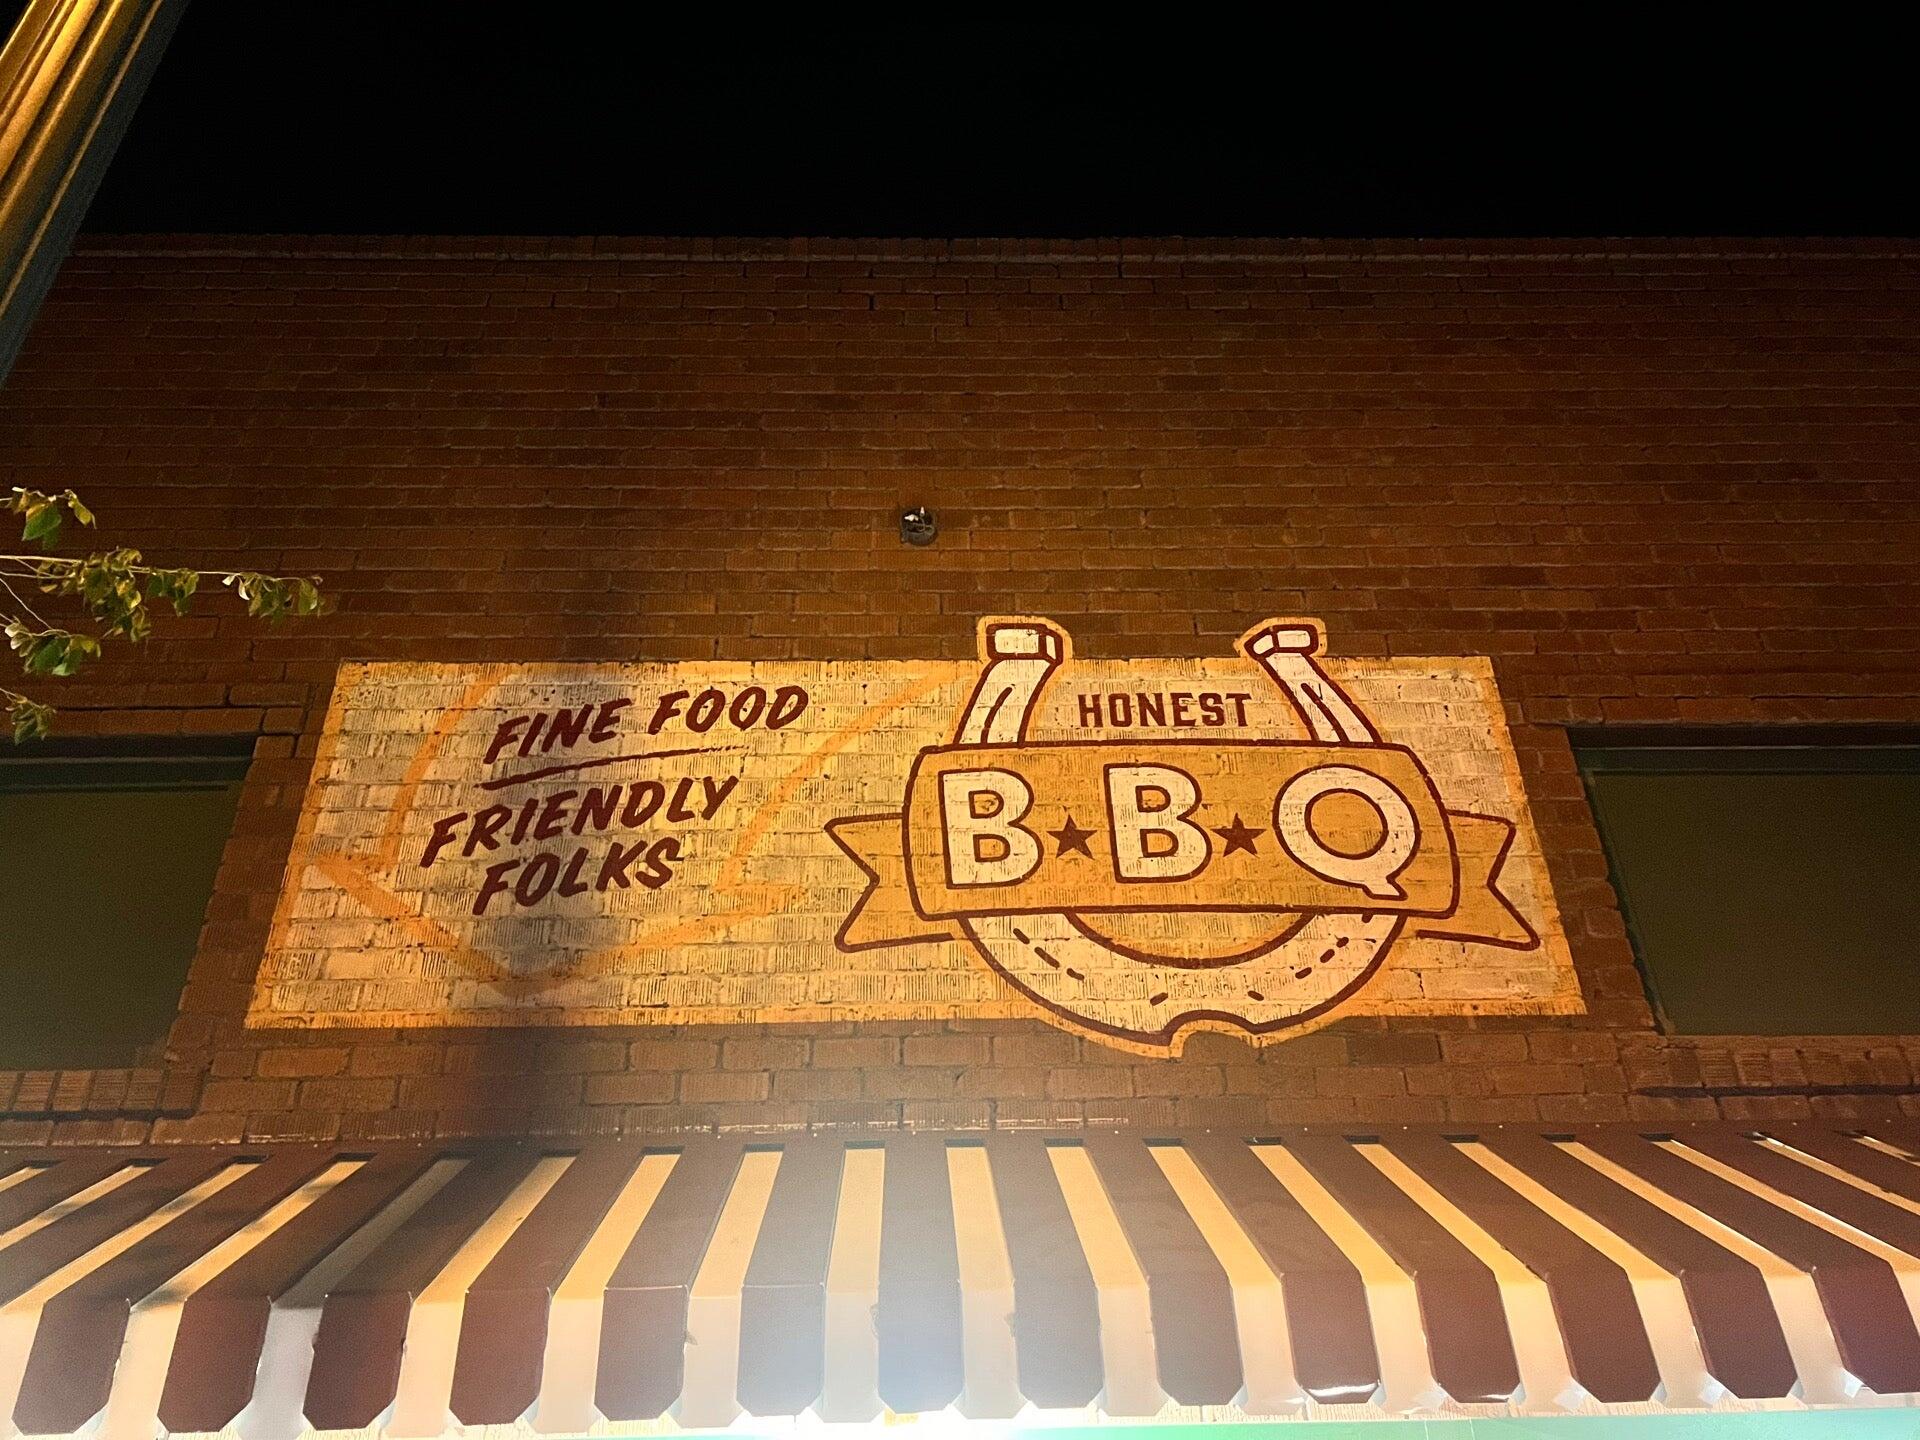 FINE FOOD
FRIENDLY
FOLKS
HONEST
B★B★Q